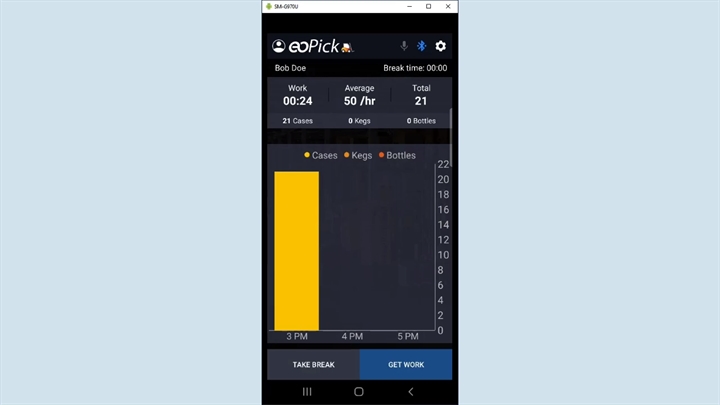 SM-G970U
eoPick
Bob Doe Break time: 00:00
Work Average Total
00:24 50 /hr 21
21 Cases 0 Kegs 0 Bottles
Cases Kegs Bottles
22
20
18
16
14
12
10
8
6
4
2
0
3 PM 4 PM 5 PM
TAKE BREAK GET WORK